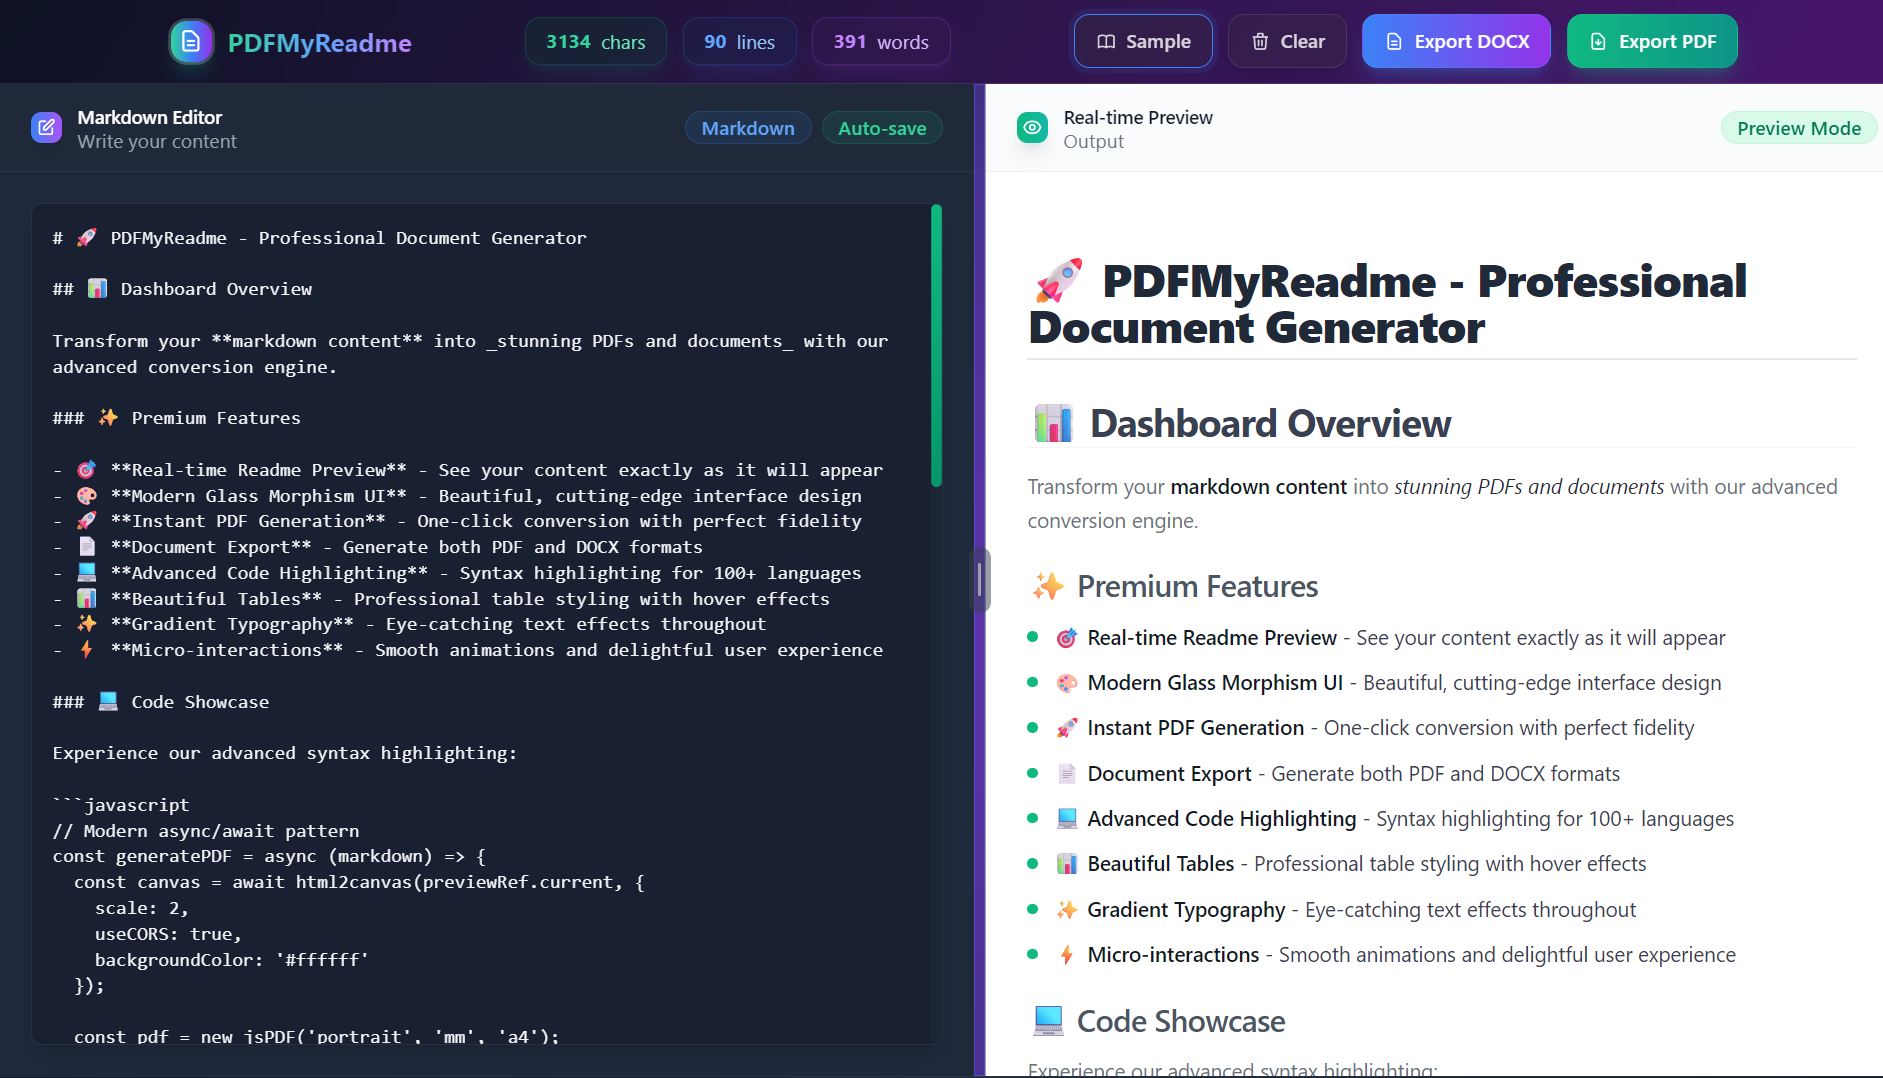 PDFMyReadme
3134 chars
90 lines
391 words
Sample
Clear
Export DOCX
Export PDF
Markdown Editor
Write your content
Markdown
Auto-save
# 🚀 PDFMyReadme - Professional Document Generator
## 📊 Dashboard Overview
Transform your **markdown content** into _stunning PDFs and documents_ with our
advanced conversion engine.
### ✨ Premium Features
- 🎯 **Real-time Readme Preview** - See your content exactly as it will appear
- 🎨 **Modern Glass Morphism UI** - Beautiful, cutting-edge interface design
- 🚀 **Instant PDF Generation** - One-click conversion with perfect fidelity
- 📄 **Document Export** - Generate both PDF and DOCX formats
- 💻 **Advanced Code Highlighting** - Syntax highlighting for 100+ languages
- 📊 **Beautiful Tables** - Professional table styling with hover effects
- ✨ **Gradient Typography** - Eye-catching text effects throughout
- ⚡ **Micro-interactions** - Smooth animations and delightful user experience
### 💻 Code Showcase
Experience our advanced syntax highlighting:
```javascript
// Modern async/await pattern
const generatePDF = async (markdown) => {
  const canvas = await html2canvas(previewRef.current, {
    scale: 2,
    useCORS: true,
    backgroundColor: '#ffffff'
  });
  const pdf = new jsPDF('portrait', 'mm', 'a4');
Real-time Preview
Output
Preview Mode
🚀 PDFMyReadme - Professional
Document Generator
📊 Dashboard Overview
Transform your markdown content into stunning PDFs and documents with our advanced
conversion engine.
✨ Premium Features
🎯 Real-time Readme Preview - See your content exactly as it will appear
🎨 Modern Glass Morphism UI - Beautiful, cutting-edge interface design
🚀 Instant PDF Generation - One-click conversion with perfect fidelity
📄 Document Export - Generate both PDF and DOCX formats
💻 Advanced Code Highlighting - Syntax highlighting for 100+ languages
📊 Beautiful Tables - Professional table styling with hover effects
✨ Gradient Typography - Eye-catching text effects throughout
⚡ Micro-interactions - Smooth animations and delightful user experience
💻 Code Showcase
Experience our advanced syntax highlighting: